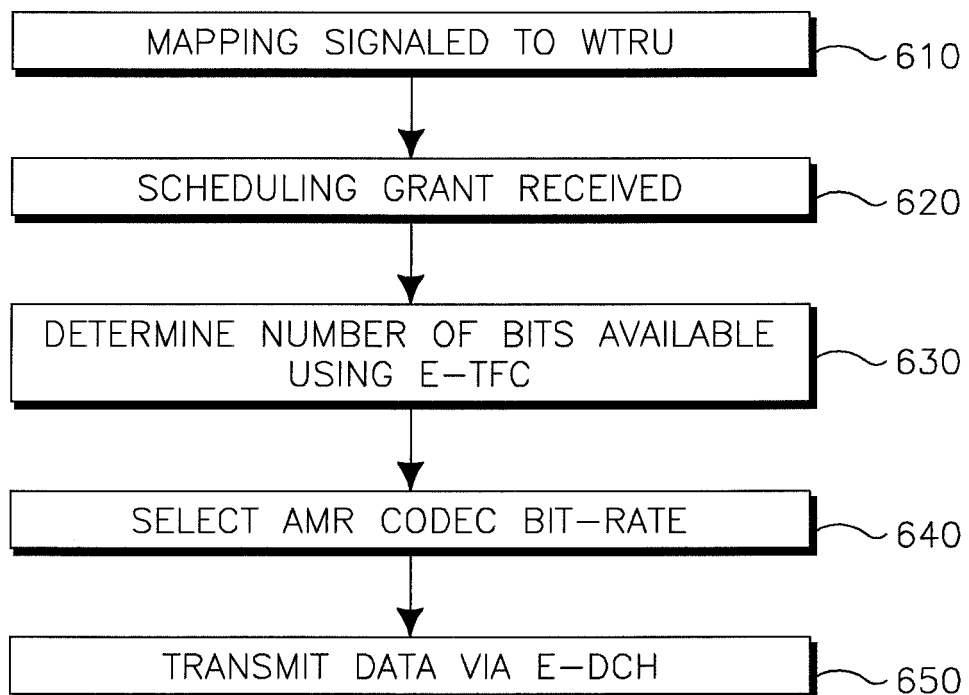 MAPPING SIGNALED TO WTRU
610
SCHEDULING GRANT RECEIVED
620
DETERMINE NUMBER OF BITS AVAILABLE
USING E-TFC
630
SELECT AMR CODEC BIT-RATE
640
TRANSMIT DATA VIA E-DCH
650